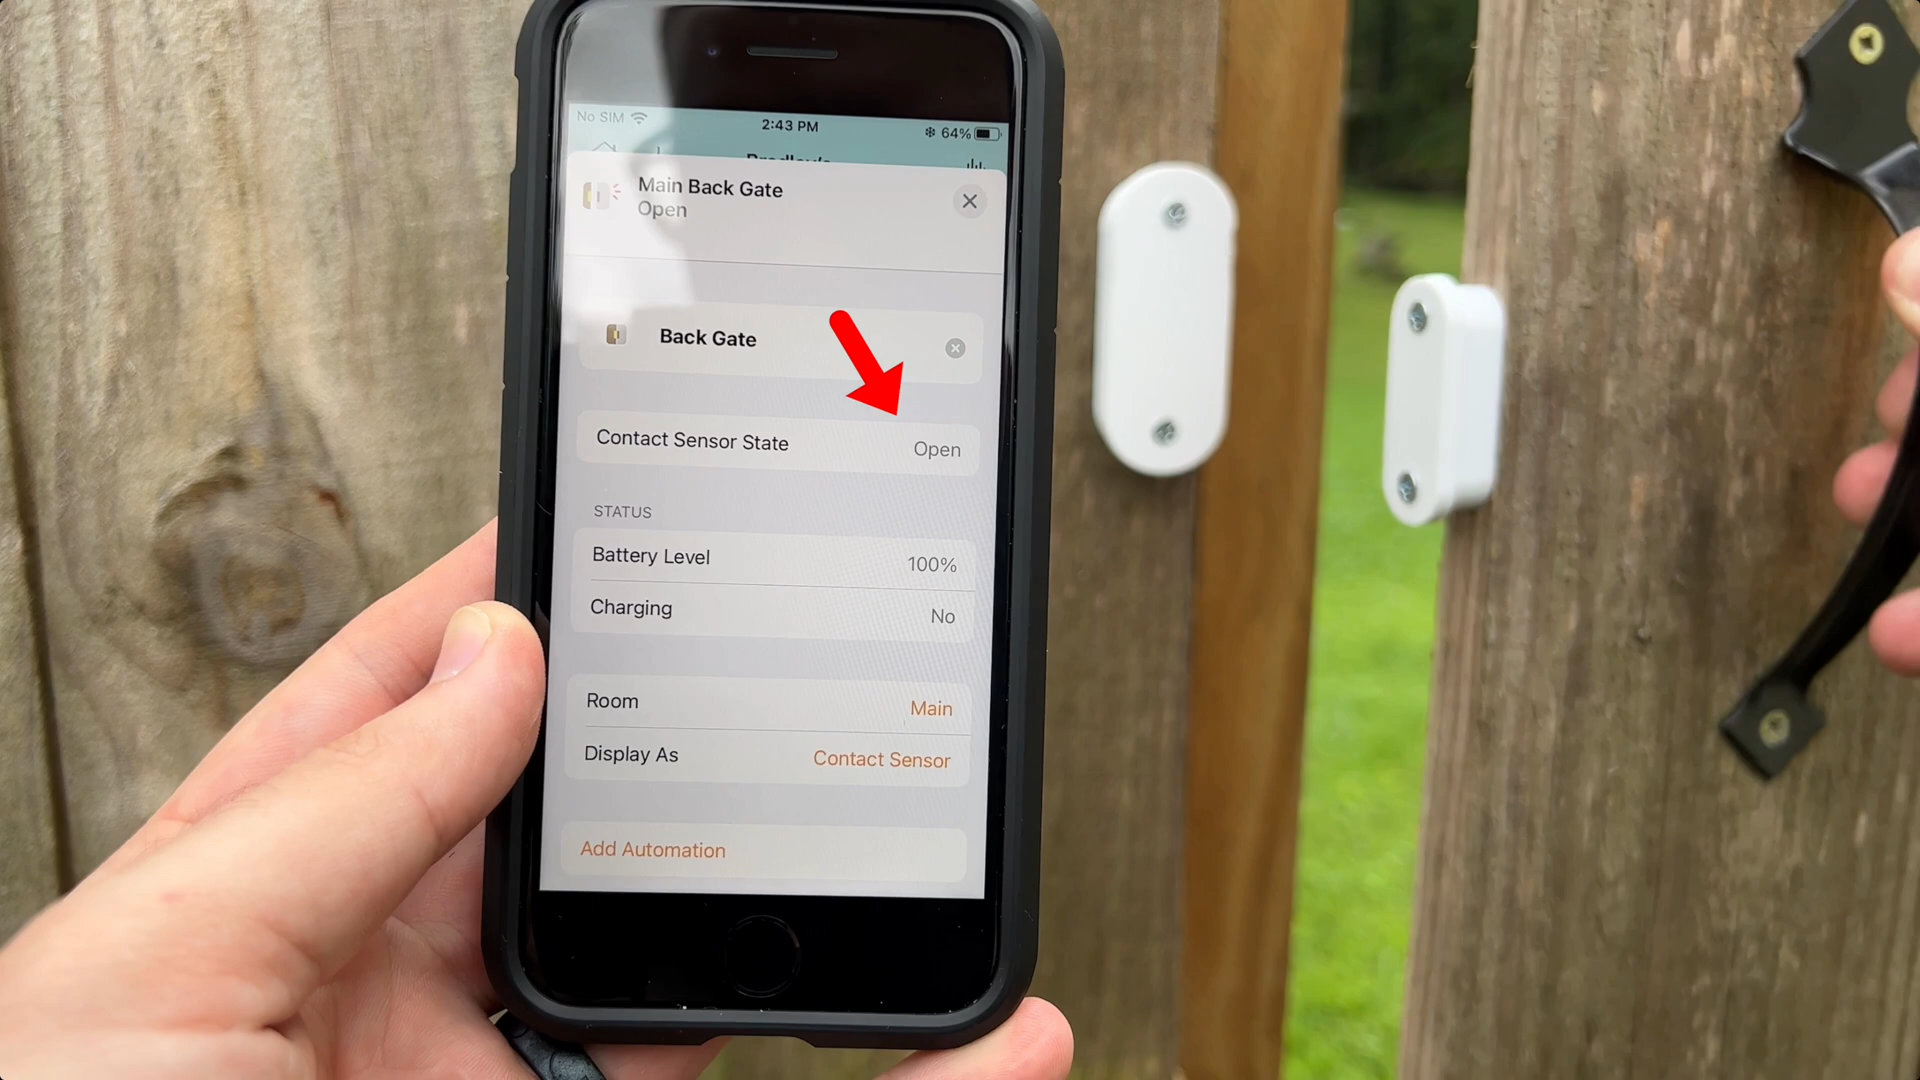 No SIM 2:43 PM 64%
Main Back Gate
Open
Back Gate
Contact Sensor State Open
STATUS
Battery Level 100%
Charging No
Room Main
Display As Contact Sensor
Add Automation